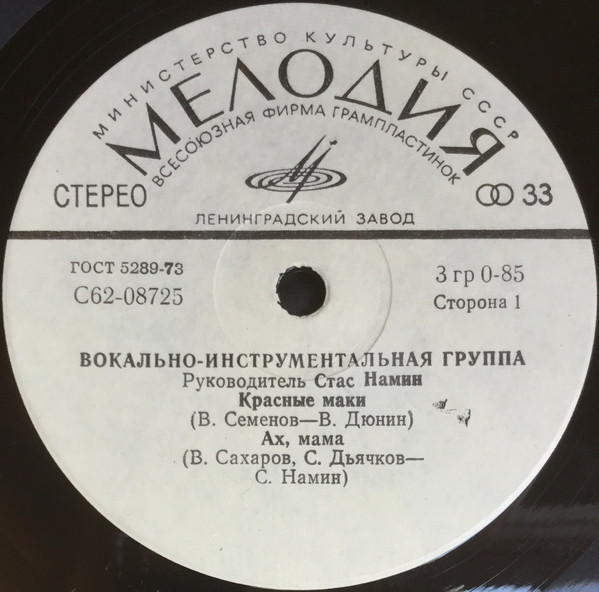 МИНИСТЕРСТВО КУЛЬТУРЫ СССР
МЕЛОДИЯ
ВСЕСОЮЗНАЯ ФИРМА ГРАМПЛАСТИНОК
СТЕРЕО
33
ЛЕНИНГРАДСКИЙ ЗАВОД
ГОСТ 5289-73
3 гр 0-85
С62-08725
Сторона 1
ВОКАЛЬНО-ИНСТРУМЕНТАЛЬНАЯ ГРУППА
Руководитель Стас Намин
Красные маки
(В. Семенов—В. Дюнин)
Ах, мама
(В. Сахаров, С. Дьячков—
С. Намин)